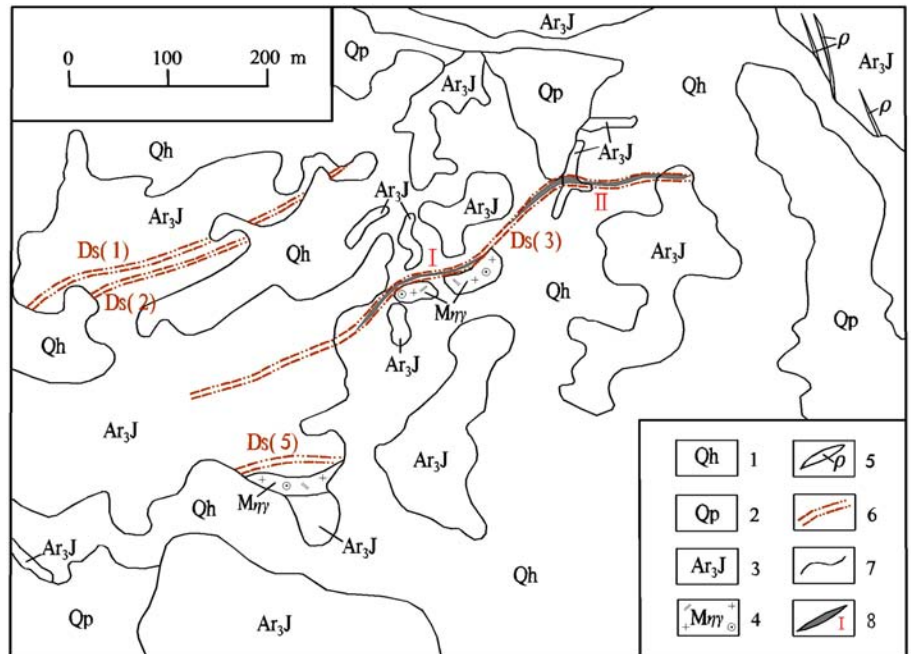 Ar₃J
0 100 200 m
Qp
Ar₃J
ρ
Ar₃J
Qp
Qh
ρ
Qh
Ar₃J
Ar₃J
Ar₃J
Ar₃J
II
Ds(1)
I
Ds(3)
Qh
Ar₃J
Ds(2)
Mηγ
Qh
Qh
Qp
Ar₃J
Ar₃J
Ds(5)
Ar₃J
Mηγ
Qh
Ar₃J
Ar₃J
Qh
Qp
Ar₃J
Qh 1
ρ 5
Qp 2
6
Ar₃J 3
7
Mηγ 4
I 8